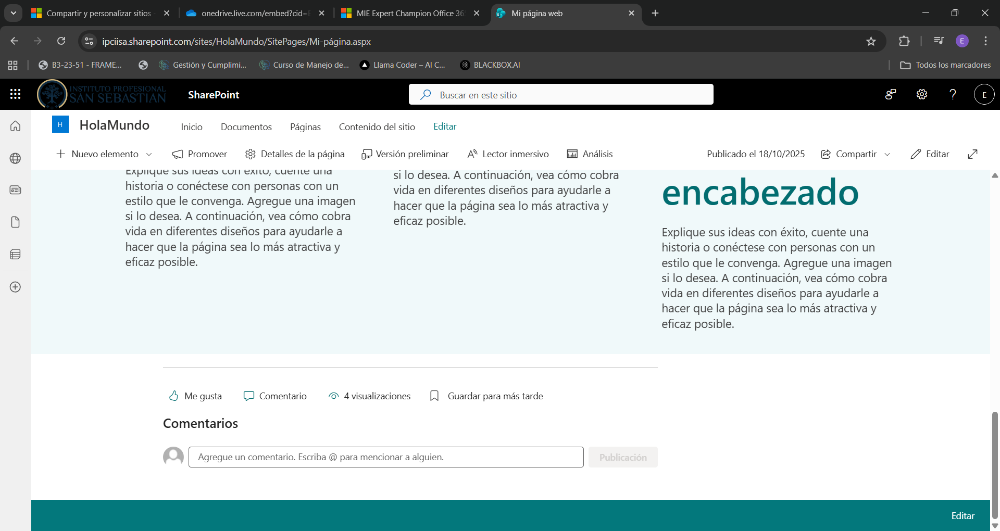 Compartir y personalizar sitios
onedrive.live.com/embed?cid=
MIE Expert Champion Office 36
Mi página web
ipciisa.sharepoint.com/sites/HolaMundo/SitePages/Mi-página.aspx
E
B3-23-51 - FRAME...
Gestión y Cumplimi...
Curso de Manejo de...
Llama Coder – AI C...
BLACKBOX.AI
Todos los marcadores
INSTITUTO PROFESIONAL
SAN SEBASTIAN
SharePoint
Buscar en este sitio
E
H
HolaMundo
Inicio
Documentos
Páginas
Contenido del sitio
Editar
Nuevo elemento
Promover
Detalles de la página
Versión preliminar
Lector inmersivo
Análisis
Publicado el 18/10/2025
Compartir
Editar
Explique sus ideas con éxito, cuente una
historia o conéctese con personas con un
estilo que le convenga. Agregue una imagen
si lo desea. A continuación, vea cómo cobra
vida en diferentes diseños para ayudarle a
hacer que la página sea lo más atractiva y
eficaz posible.
si lo desea. A continuación, vea cómo cobra
vida en diferentes diseños para ayudarle a
hacer que la página sea lo más atractiva y
eficaz posible.
encabezado
Explique sus ideas con éxito, cuente una
historia o conéctese con personas con un
estilo que le convenga. Agregue una imagen
si lo desea. A continuación, vea cómo cobra
vida en diferentes diseños para ayudarle a
hacer que la página sea lo más atractiva y
eficaz posible.
Me gusta
Comentario
4 visualizaciones
Guardar para más tarde
Comentarios
Agregue un comentario. Escriba @ para mencionar a alguien.
Publicación
Editar